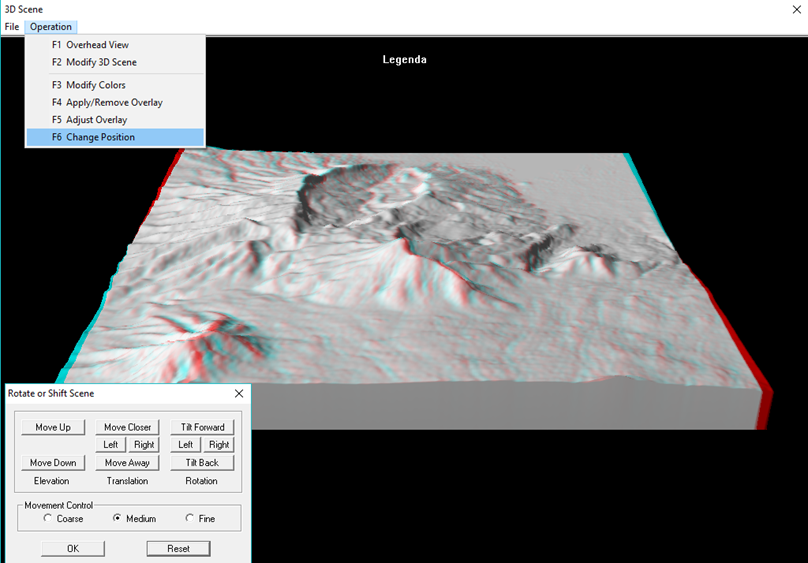 3D Scene
File Operation
F1 Overhead View
F2 Modify 3D Scene
F3 Modify Colors
F4 Apply/Remove Overlay
F5 Adjust Overlay
F6 Change Position
Legenda
Rotate or Shift Scene
Move Up Move Closer Tilt Forward
Left Right Left Right
Move Down Move Away Tilt Back
Elevation Translation Rotation
Movement Control
Coarse Medium Fine
OK Reset